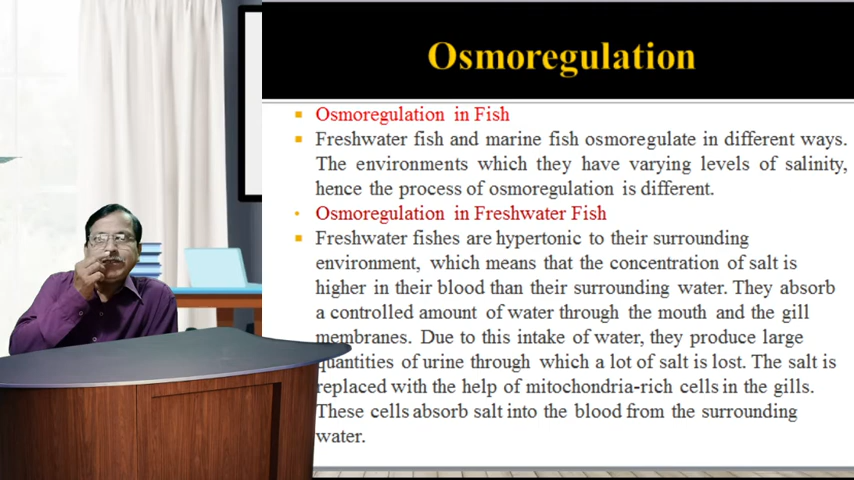 Osmoregulation
Osmoregulation in Fish
Freshwater fish and marine fish osmoregulate in different ways.
The environments which they have varying levels of salinity,
hence the process of osmoregulation is different.
Osmoregulation in Freshwater Fish
Freshwater fishes are hypertonic to their surrounding
environment, which means that the concentration of salt is
higher in their blood than their surrounding water. They absorb
a controlled amount of water through the mouth and the gill
membranes. Due to this intake of water, they produce large
quantities of urine through which a lot of salt is lost. The salt is
replaced with the help of mitochondria-rich cells in the gills.
These cells absorb salt into the blood from the surrounding
water.